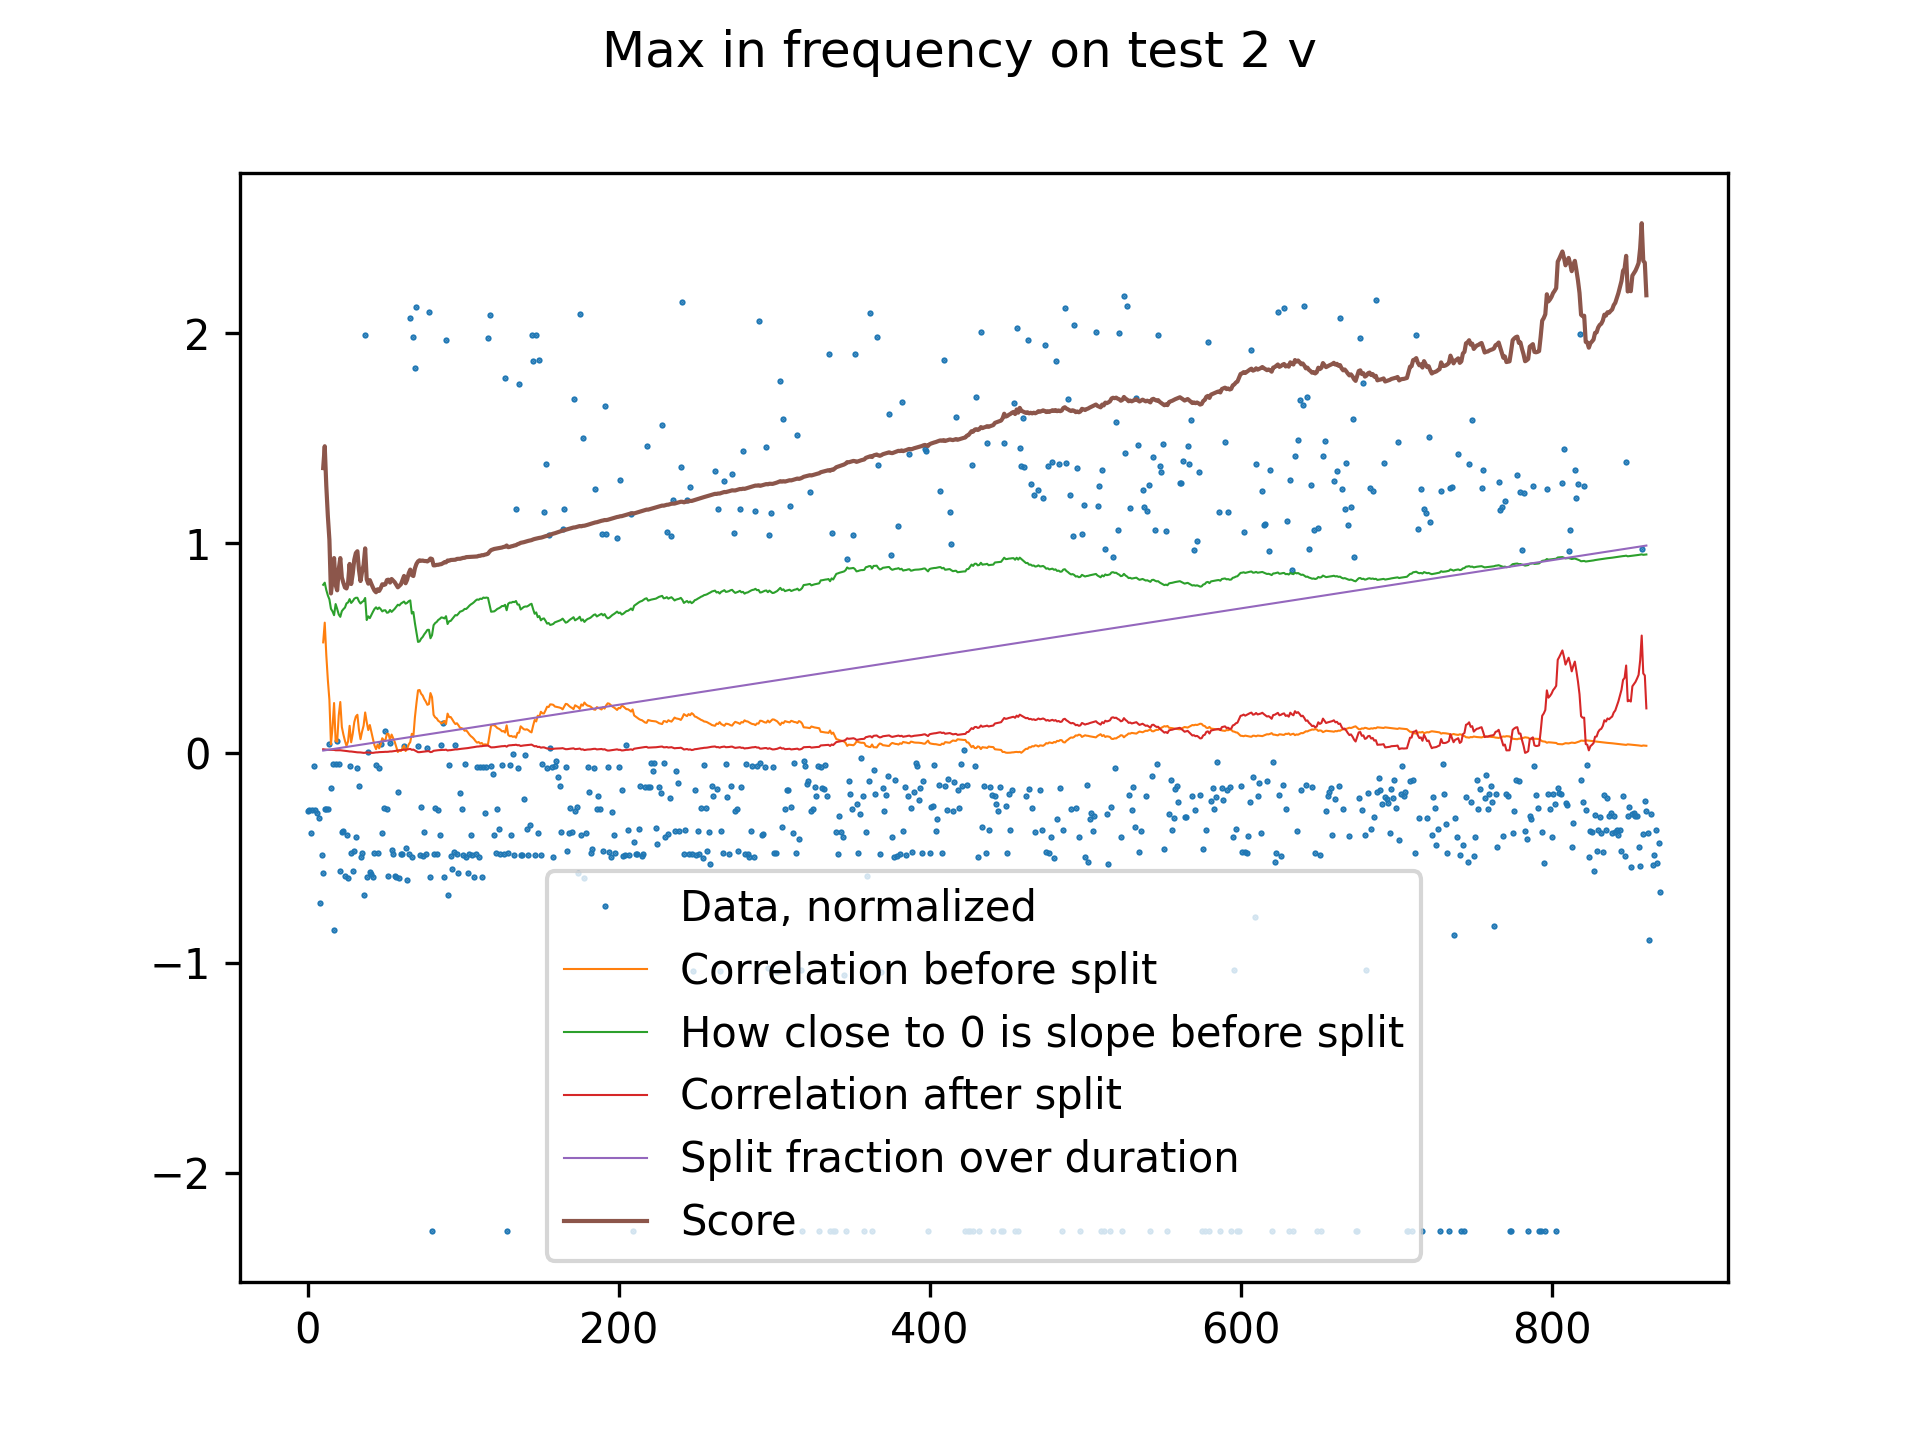 Max in frequency on test 2 v
2
1
0
−1
−2
Data, normalized
Correlation before split
How close to 0 is slope before split
Correlation after split
Split fraction over duration
Score
0 200 400 600 800